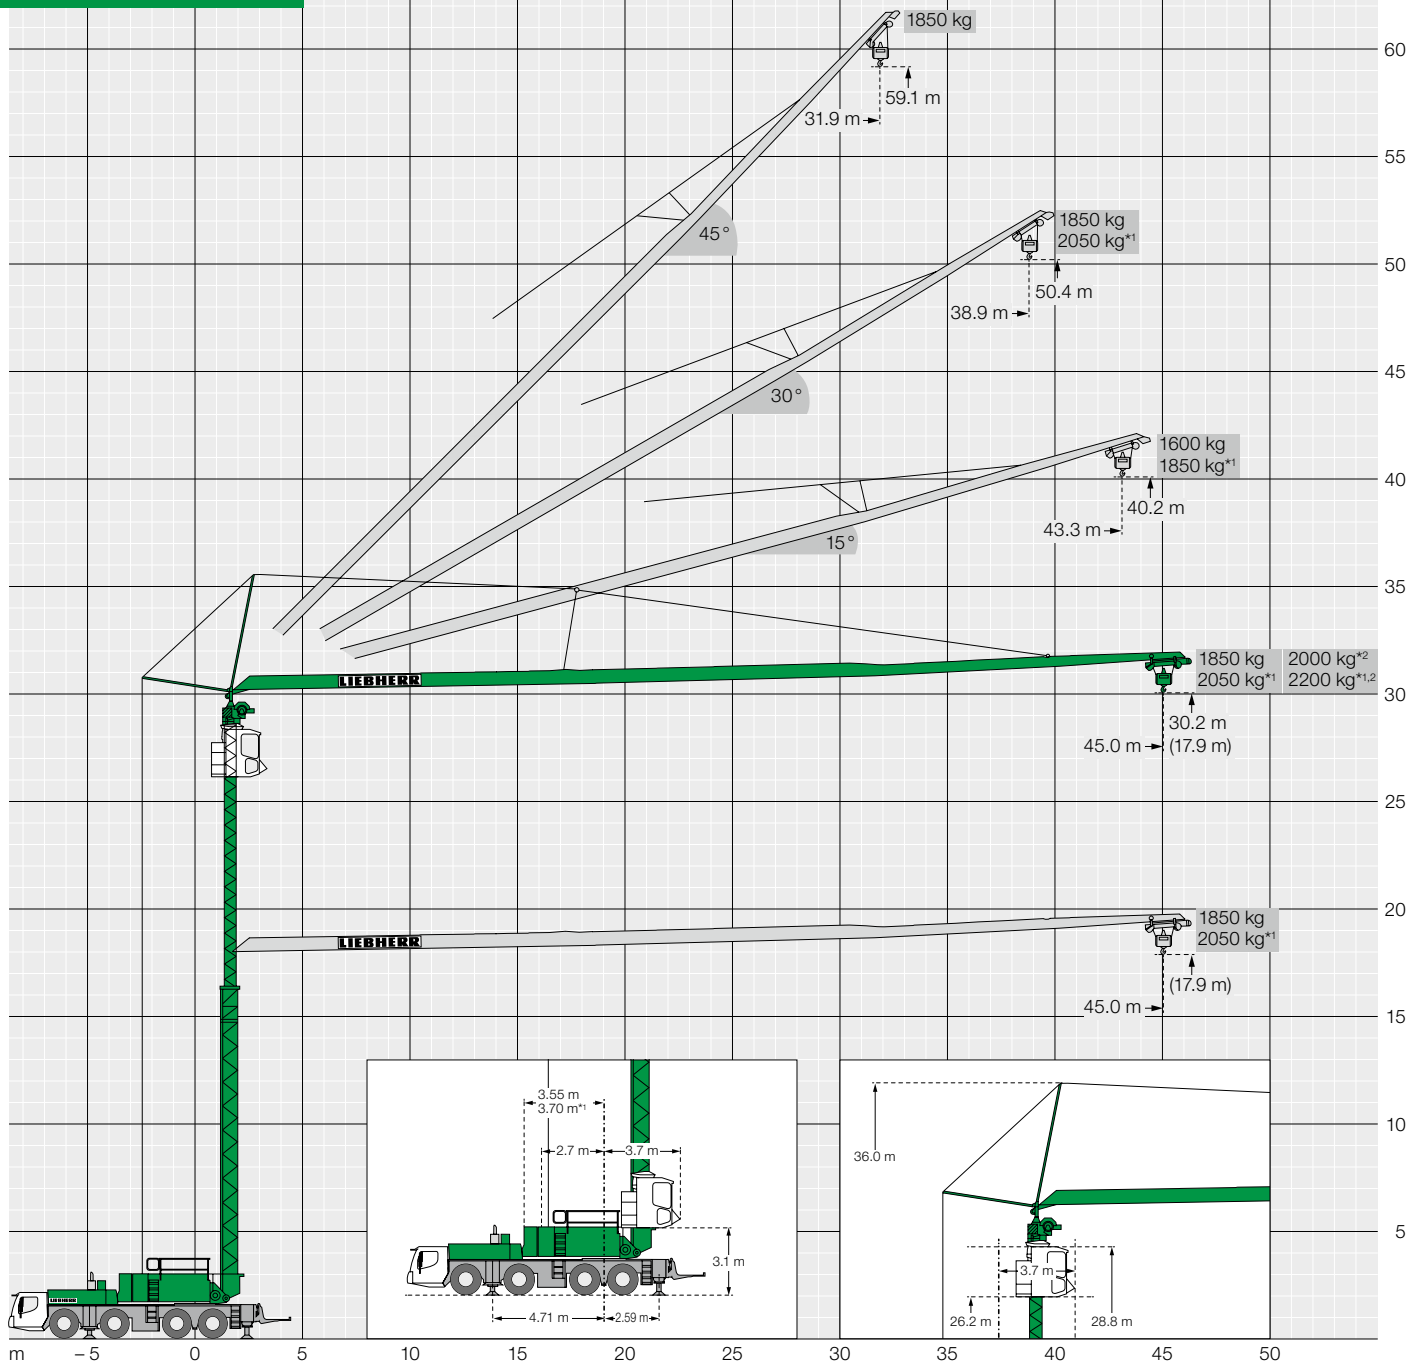 1850 kg
60
59.1 m
31.9 m
55
45°
1850 kg
2050 kg*1
50
50.4 m
38.9 m
45
30°
1600 kg
1850 kg*1
40
40.2 m
43.3 m
15°
35
LIEBHERR
1850 kg 2000 kg*2
2050 kg*1 2200 kg*1,2
30
30.2 m
45.0 m (17.9 m)
25
20
LIEBHERR
1850 kg
2050 kg*1
(17.9 m)
45.0 m
15
3.55 m
3.70 m*1
2.7 m 3.7 m
3.1 m
4.71 m 2.59 m
36.0 m
3.7 m
26.2 m 28.8 m
10
5
LIEBHERR
m –5 0 5 10 15 20 25 30 35 40 45 50